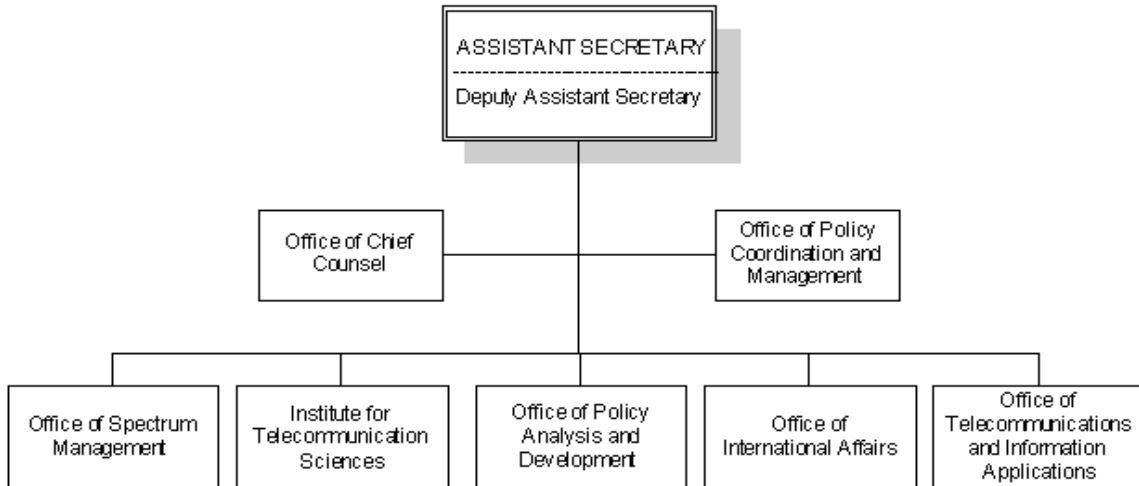 ASSISTANT SECRETARY
Deputy Assistant Secretary
Office of Chief
Counsel
Office of Policy
Coordination and
Management
Office of Spectrum
Management
Institute for
Telecommunication
Sciences
Office of Policy
Analysis and
Development
Office of
International Affairs
Office of
Telecommunications
and Information
Applications